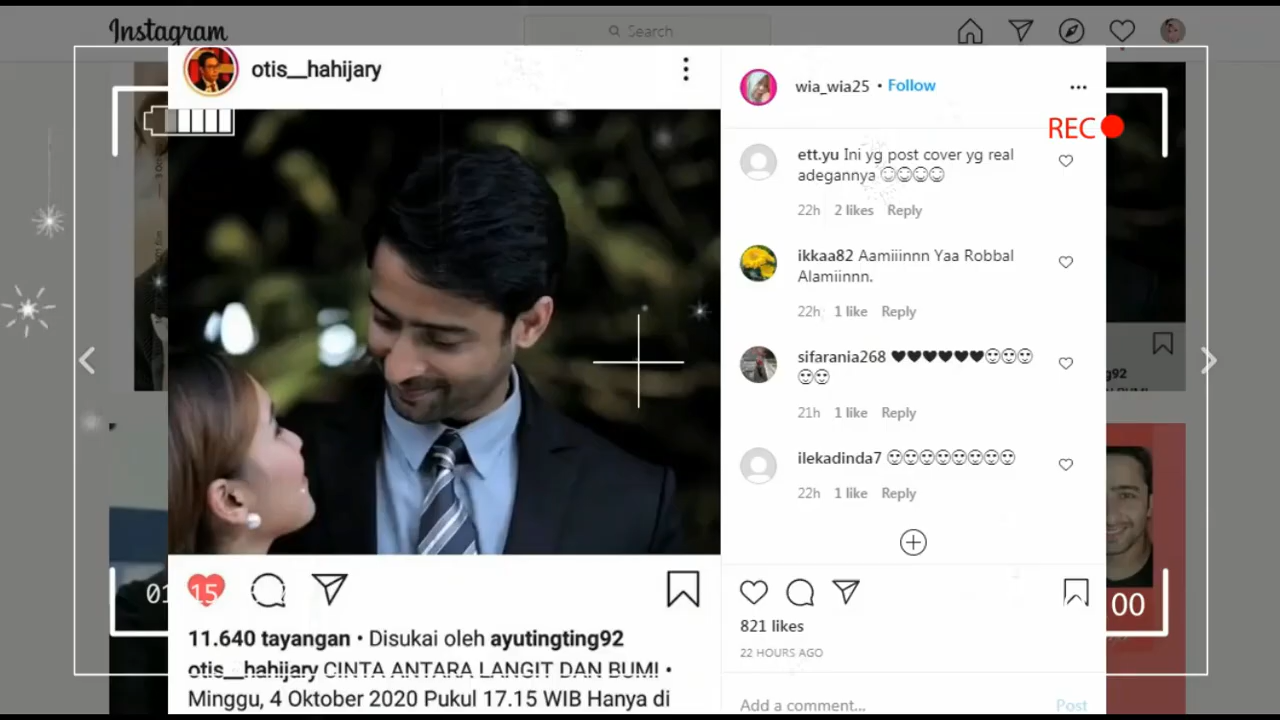 Instagram
Search
otis__hahijary
wia_wia25 • Follow
REC
ett.yu Ini yg post cover yg real
adegannya
22h 2 likes Reply
ikkaa82 Aamiiinnn Yaa Robbal
Alamiinnn.
22h 1 like Reply
sifarania268
21h 1 like Reply
ilekadinda7
22h 1 like Reply
15
00
11.640 tayangan • Disukai oleh ayutingting92
otis__hahijary CINTA ANTARA LANGIT DAN BUMI •
Minggu, 4 Oktober 2020 Pukul 17.15 WIB Hanya di
821 likes
22 HOURS AGO
Add a comment... Post